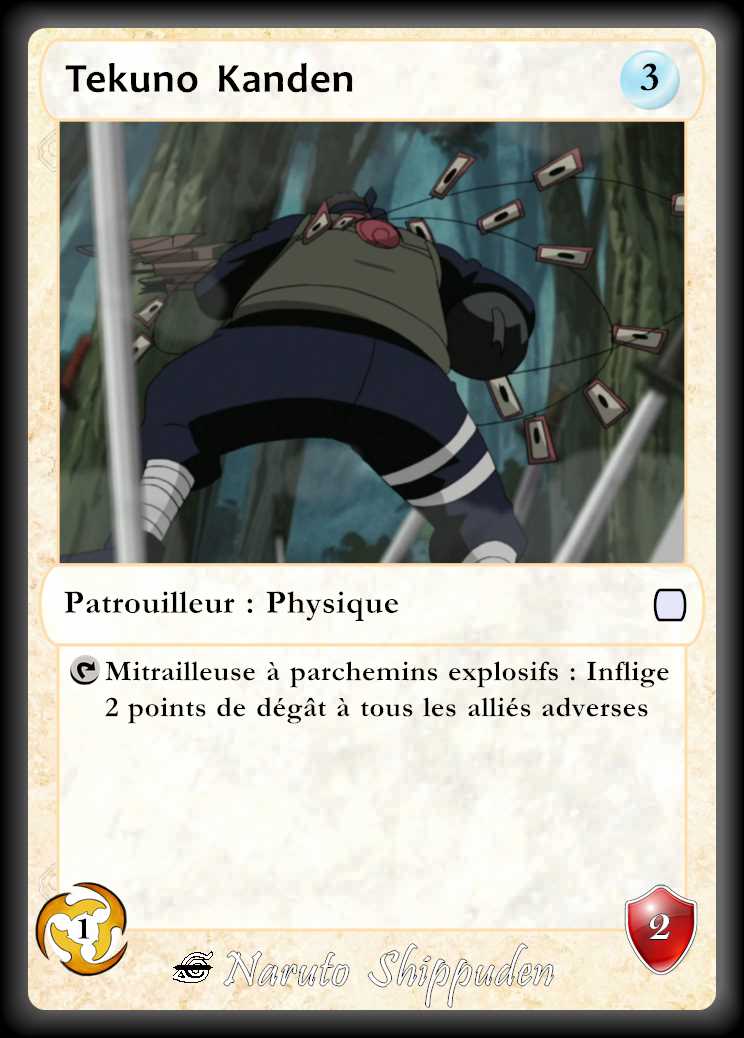 Tekuno Kanden
3
Patrouilleur : Physique
Mitrailleuse à parchemins explosifs : Inflige
2 points de dégât à tous les alliés adverses
1
2
Naruto Shippuden